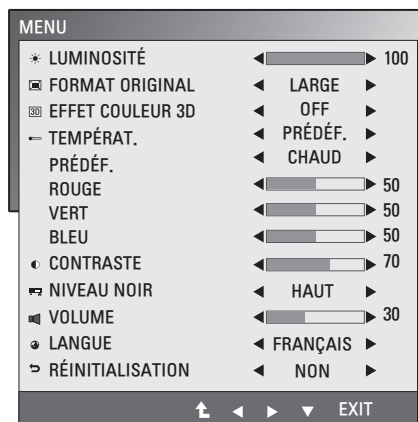 MENU
LUMINOSITÉ 100
FORMAT ORIGINAL LARGE
3D EFFET COULEUR 3D OFF
TEMPÉRAT. PRÉDÉF.
PRÉDÉF. CHAUD
ROUGE 50
VERT 50
BLEU 50
CONTRASTE 70
NIVEAU NOIR HAUT
VOLUME 30
LANGUE FRANÇAIS
RÉINITIALISATION NON
EXIT